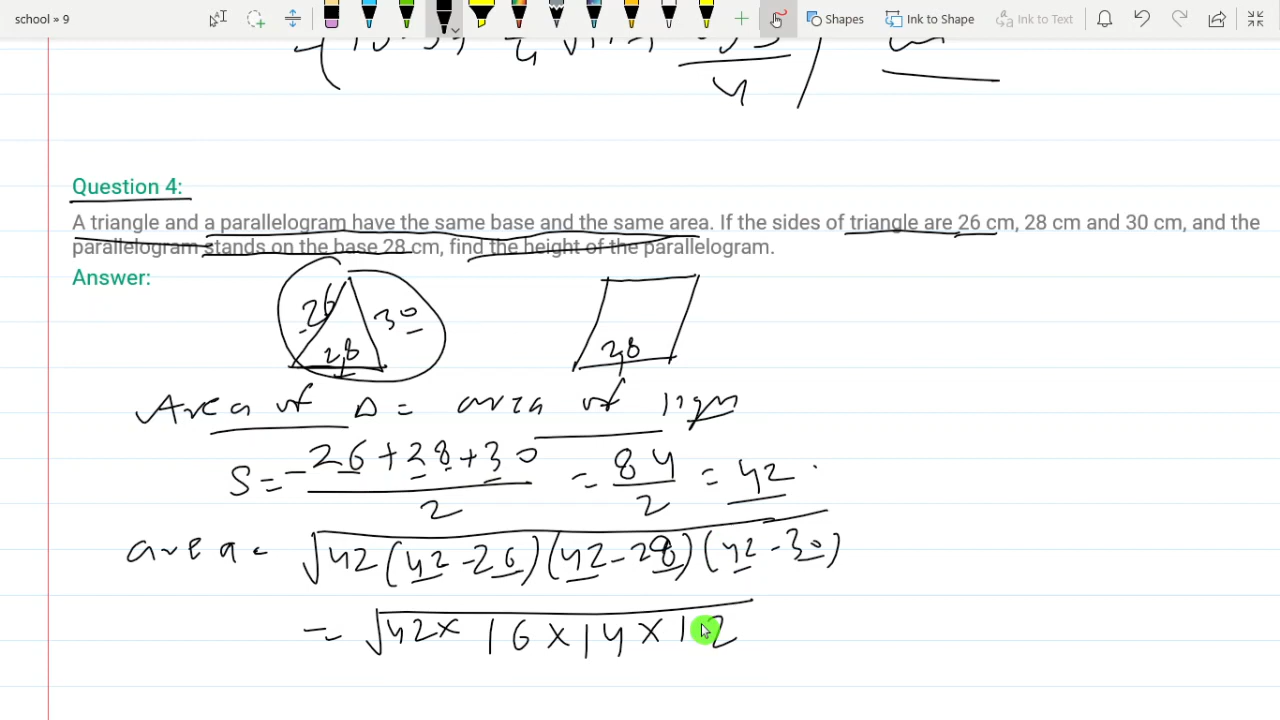 school » 9
Shapes
Ink to Shape
Ink to Text
4
Question 4:
A triangle and a parallelogram have the same base and the same area. If the sides of triangle are 26 cm, 28 cm and 30 cm, and the
parallelogram stands on the base 28 cm, find the height of the parallelogram.
Answer:
26 30
28 28
Area of Δ = area of ||gm
S = 26 + 28 + 30 / 2 = 84 / 2 = 42
area = √42 (42 - 26) (42 - 28) (42 - 30)
= √42 × 16 × 14 × 12